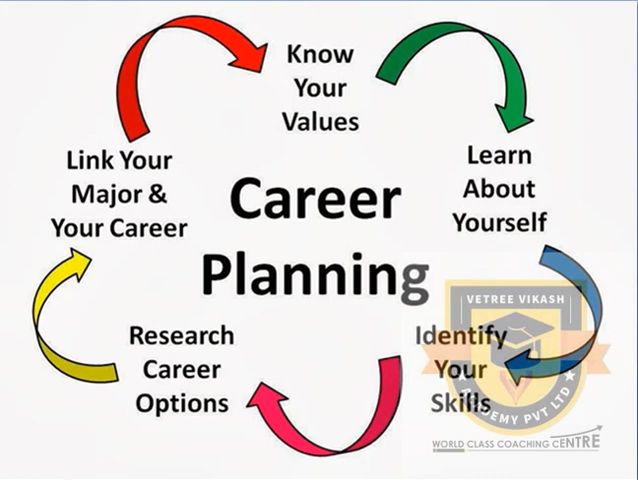 Know
Your
Values
Learn
About
Yourself
Identify
Your
Skills
Research
Career
Options
Link Your
Major &
Your Career
Career
Planning
VETREE VIKASH
ACADEMY PVT LTD
WORLD CLASS COACHING CENTRE